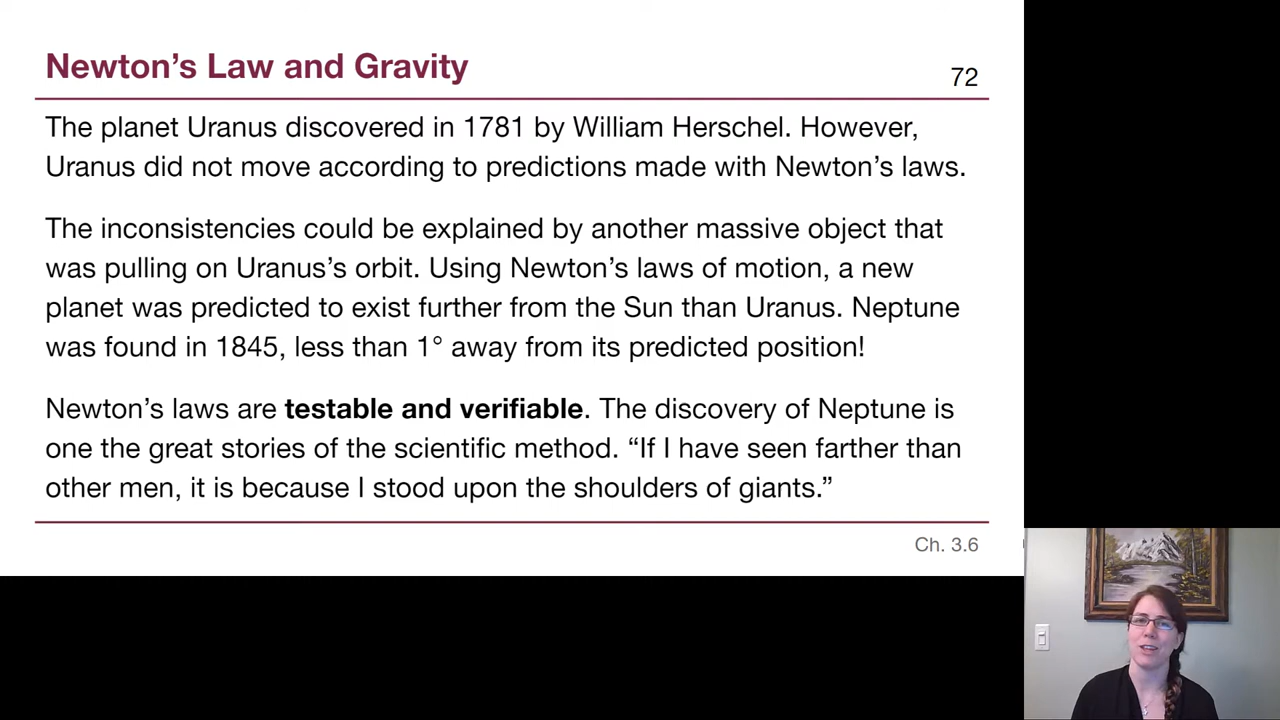 Newton’s Law and Gravity
72
The planet Uranus discovered in 1781 by William Herschel. However,
Uranus did not move according to predictions made with Newton’s laws.
The inconsistencies could be explained by another massive object that
was pulling on Uranus’s orbit. Using Newton’s laws of motion, a new
planet was predicted to exist further from the Sun than Uranus. Neptune
was found in 1845, less than 1° away from its predicted position!
Newton’s laws are testable and verifiable. The discovery of Neptune is
one the great stories of the scientific method. “If I have seen farther than
other men, it is because I stood upon the shoulders of giants.”
Ch. 3.6